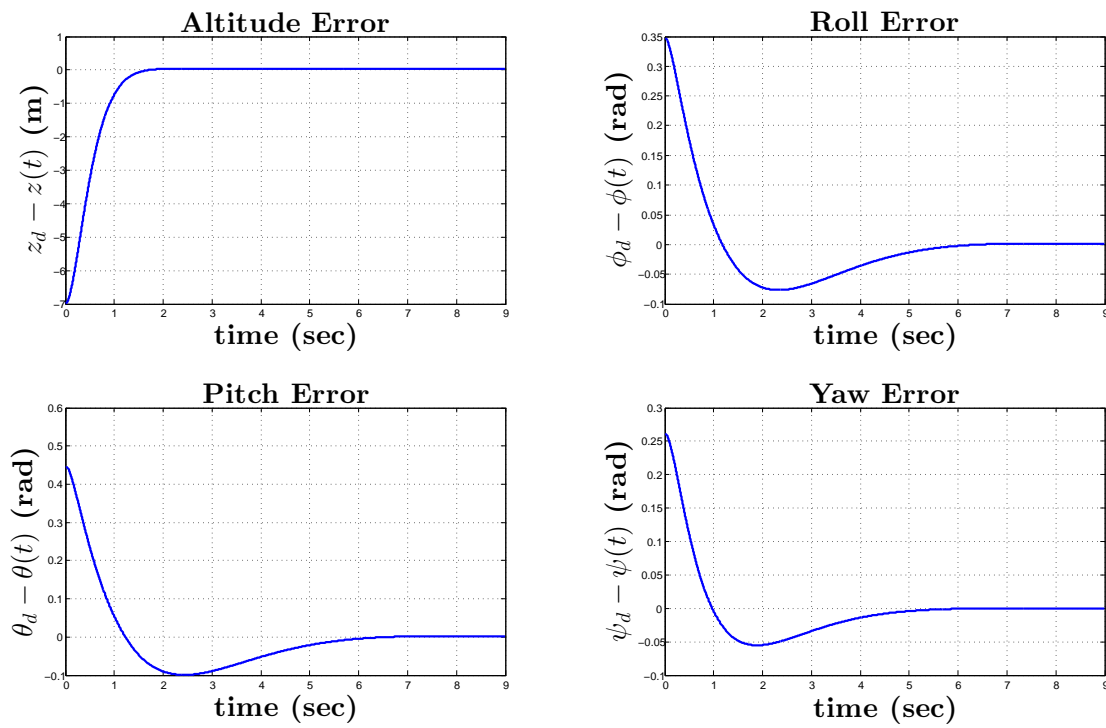 Altitude Error
z_d − z(t) (m)
1
0
−1
−2
−3
−4
−5
−6
−7
0 1 2 3 4 5 6 7 8 9
time (sec)
Roll Error
ϕ_d − ϕ(t) (rad)
0.35
0.3
0.25
0.2
0.15
0.1
0.05
0
−0.05
−0.1
0 1 2 3 4 5 6 7 8 9
time (sec)
Pitch Error
θ_d − θ(t) (rad)
0.6
0.5
0.4
0.3
0.2
0.1
0
−0.1
0 1 2 3 4 5 6 7 8 9
time (sec)
Yaw Error
ψ_d − ψ(t) (rad)
0.3
0.25
0.2
0.15
0.1
0.05
0
−0.05
−0.1
0 1 2 3 4 5 6 7 8 9
time (sec)